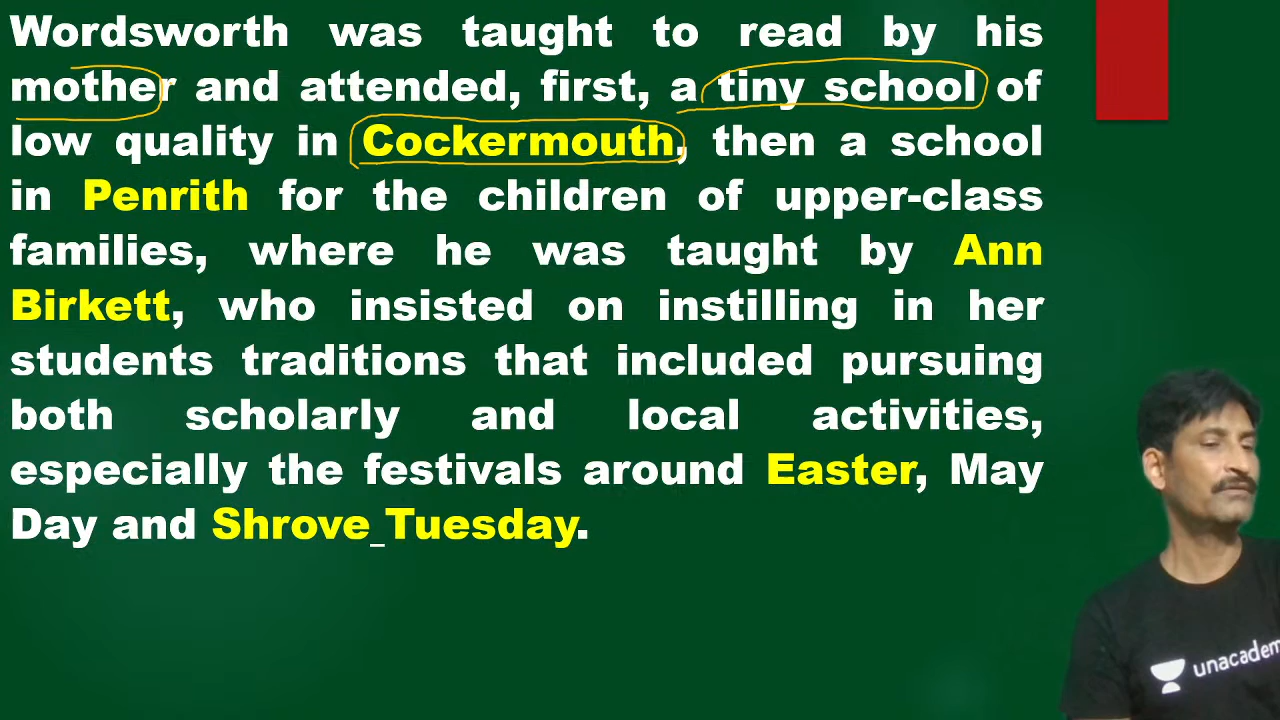 Wordsworth was taught to read by his
mother and attended, first, a tiny school of
low quality in Cockermouth, then a school
in Penrith for the children of upper-class
families, where he was taught by Ann
Birkett, who insisted on instilling in her
students traditions that included pursuing
both scholarly and local activities,
especially the festivals around Easter, May
Day and Shrove_Tuesday.
unacadem